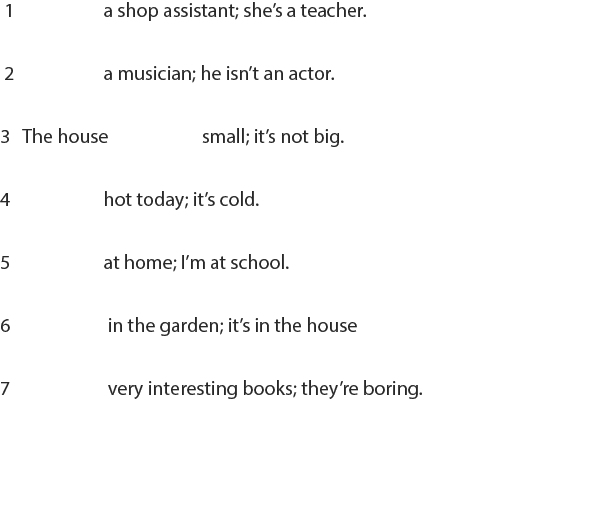 1 a shop assistant; she’s a teacher.
2 a musician; he isn’t an actor.
3 The house small; it’s not big.
4 hot today; it’s cold.
5 at home; I’m at school.
6 in the garden; it’s in the house
7 very interesting books; they’re boring.